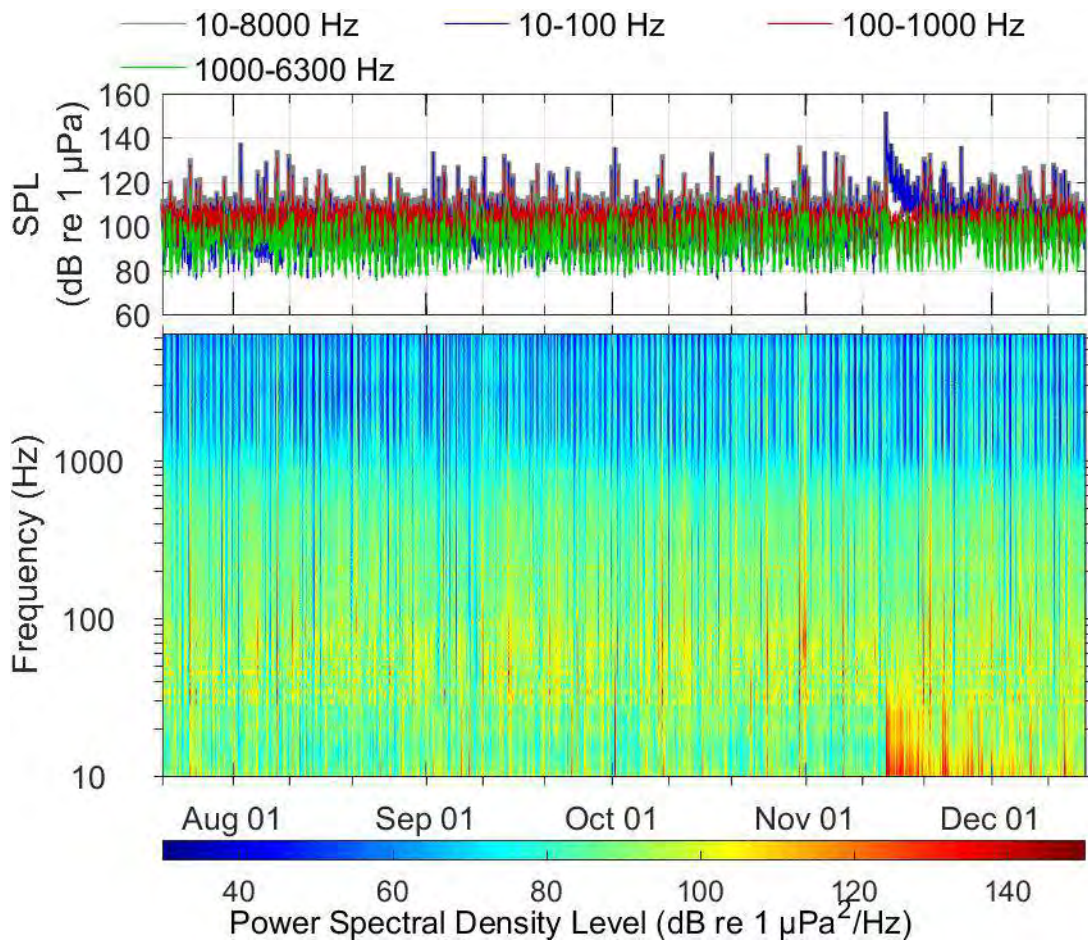 10-8000 Hz 10-100 Hz 100-1000 Hz
1000-6300 Hz
160
140
120
100
80
60
SPL
(dB re 1 µPa)
1000
100
10
Frequency (Hz)
Aug 01 Sep 01 Oct 01 Nov 01 Dec 01
40 60 80 100 120 140
Power Spectral Density Level (dB re 1 µPa²/Hz)